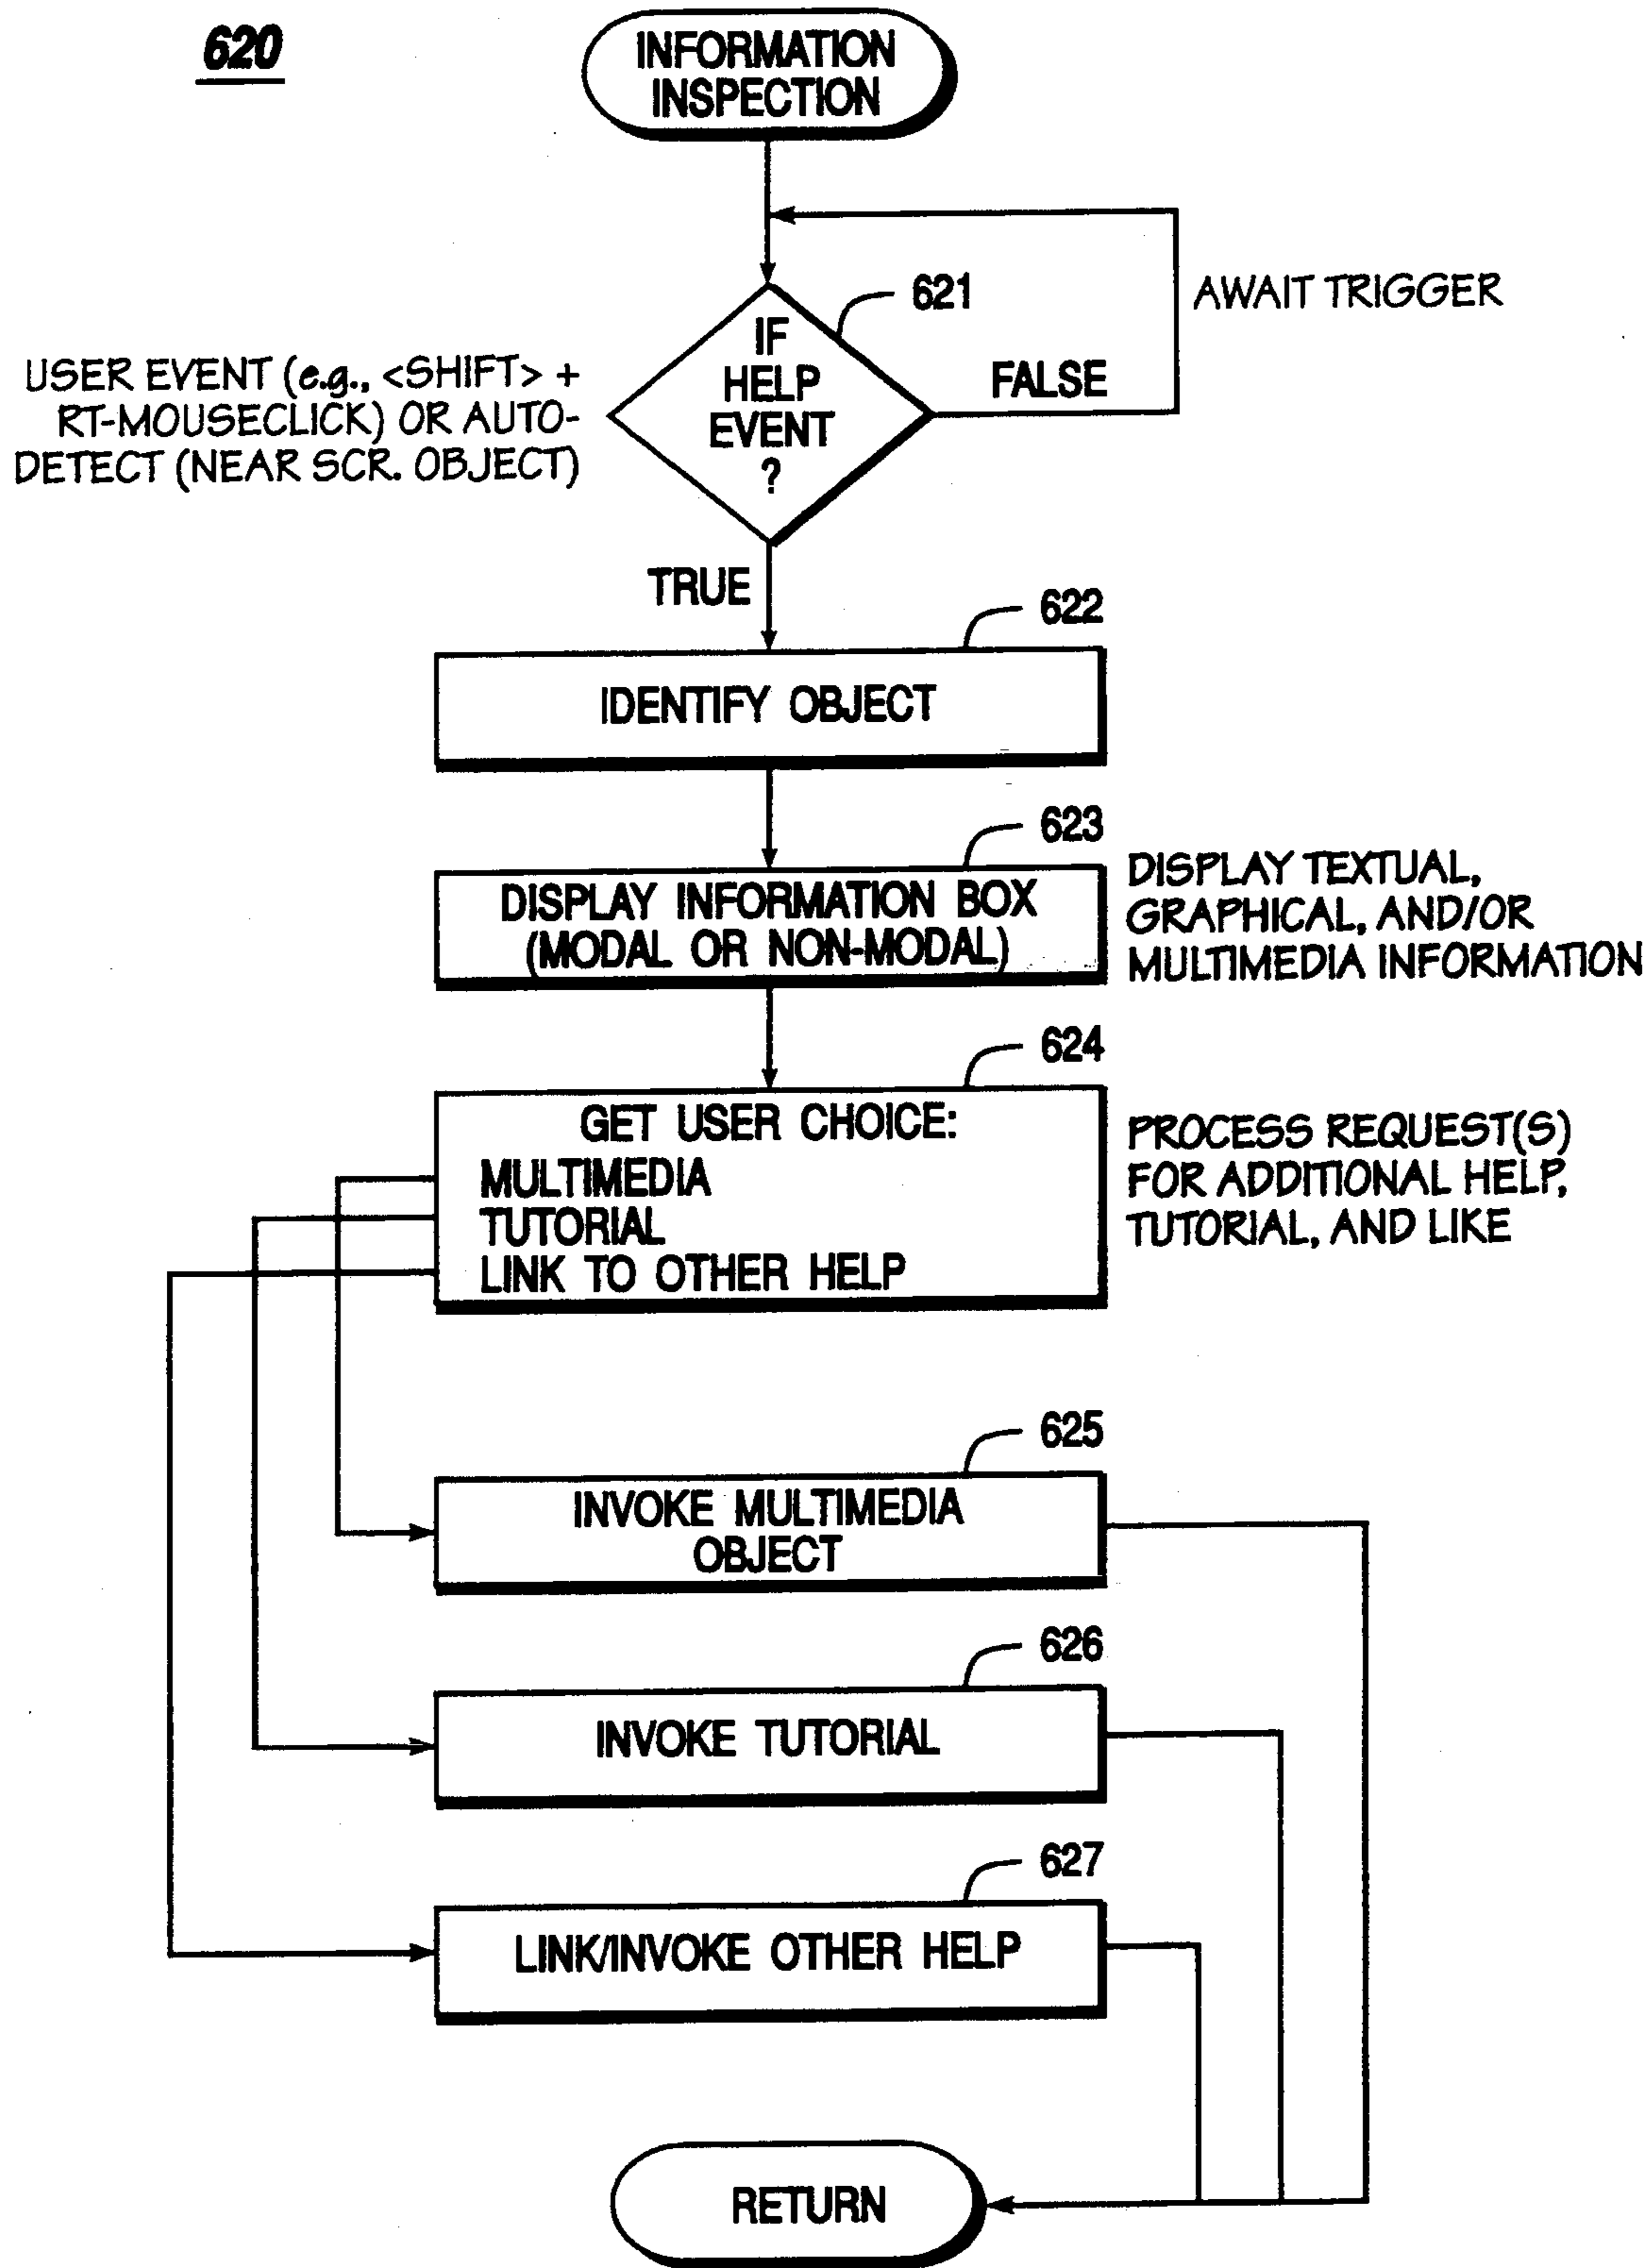 620
INFORMATION
INSPECTION
621
AWAIT TRIGGER
IF
HELP
EVENT
?
FALSE
USER EVENT (e.g., <SHIFT> +
RT-MOUSECLICK) OR AUTO-
DETECT (NEAR SCR. OBJECT)
TRUE
622
IDENTIFY OBJECT
623
DISPLAY INFORMATION BOX
(MODAL OR NON-MODAL)
DISPLAY TEXTUAL,
GRAPHICAL, AND/OR
MULTIMEDIA INFORMATION
624
GET USER CHOICE:
MULTIMEDIA
TUTORIAL
LINK TO OTHER HELP
PROCESS REQUEST(S)
FOR ADDITIONAL HELP,
TUTORIAL, AND LIKE
625
INVOKE MULTIMEDIA
OBJECT
626
INVOKE TUTORIAL
627
LINK/INVOKE OTHER HELP
RETURN